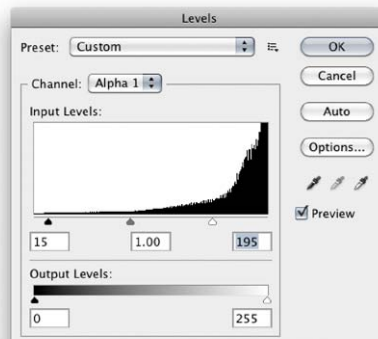 Levels
Preset: Custom
OK
Cancel
Channel: Alpha 1
Auto
Input Levels:
Options...
Preview
15 1.00 195
Output Levels:
0 255